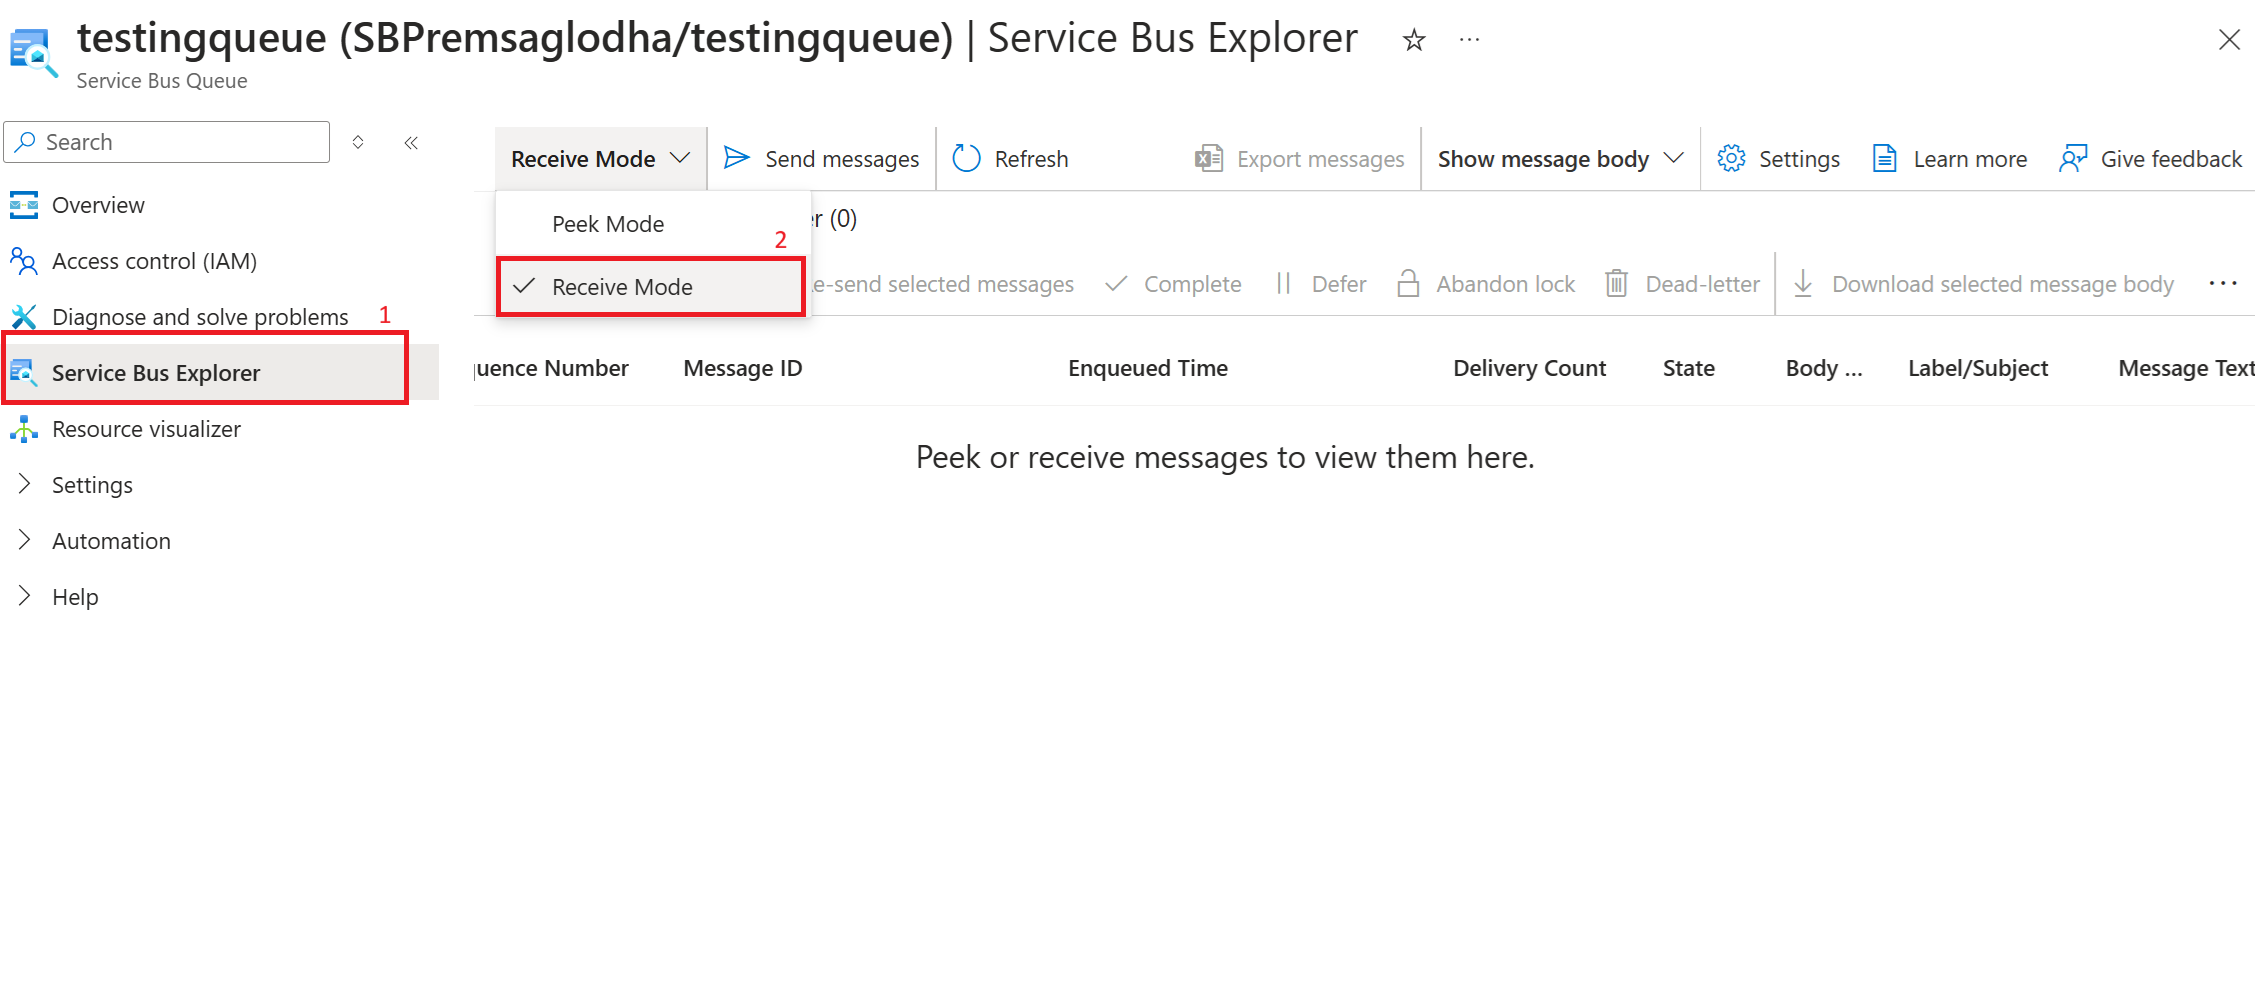 testingqueue (SBPremsaglodha/testingqueue) | Service Bus Explorer
Service Bus Queue
Search
Overview
Access control (IAM)
Diagnose and solve problems 1
Service Bus Explorer
Resource visualizer
Settings
Automation
Help
Receive Mode Send messages Refresh Export messages Show message body Settings Learn more Give feedback
Peek Mode
(0)
2
Receive Mode
e-send selected messages Complete Defer Abandon lock Dead-letter Download selected message body
uence Number Message ID Enqueued Time Delivery Count State Body ... Label/Subject Message Text
Peek or receive messages to view them here.